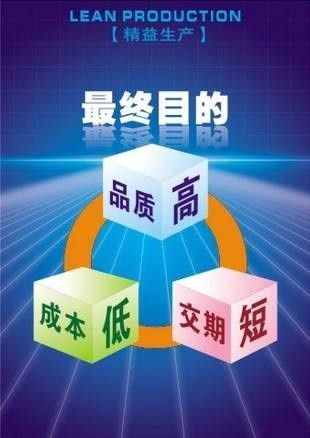 LEAN PRODUCTION
【精益生产】
最终目的
品质 高
成本 低
交期 短